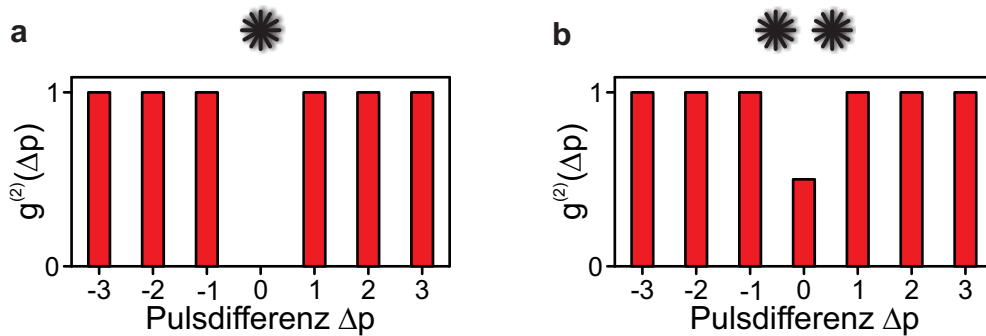 a
1
0
g⁽²⁾(Δp)
-3 -2 -1 0 1 2 3
Pulsdifferenz Δp
b
1
0
g⁽²⁾(Δp)
-3 -2 -1 0 1 2 3
Pulsdifferenz Δp